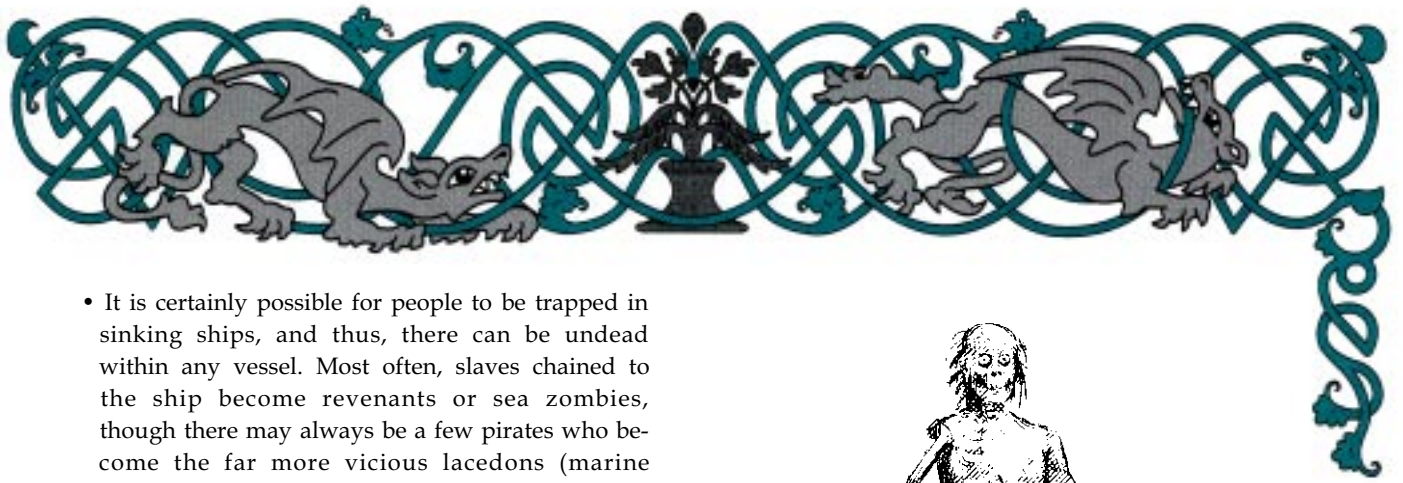 • It is certainly possible for people to be trapped in
sinking ships, and thus, there can be undead
within any vessel. Most often, slaves chained to
the ship become revenants or sea zombies,
though there may always be a few pirates who be-
come the far more vicious lacedons (marine